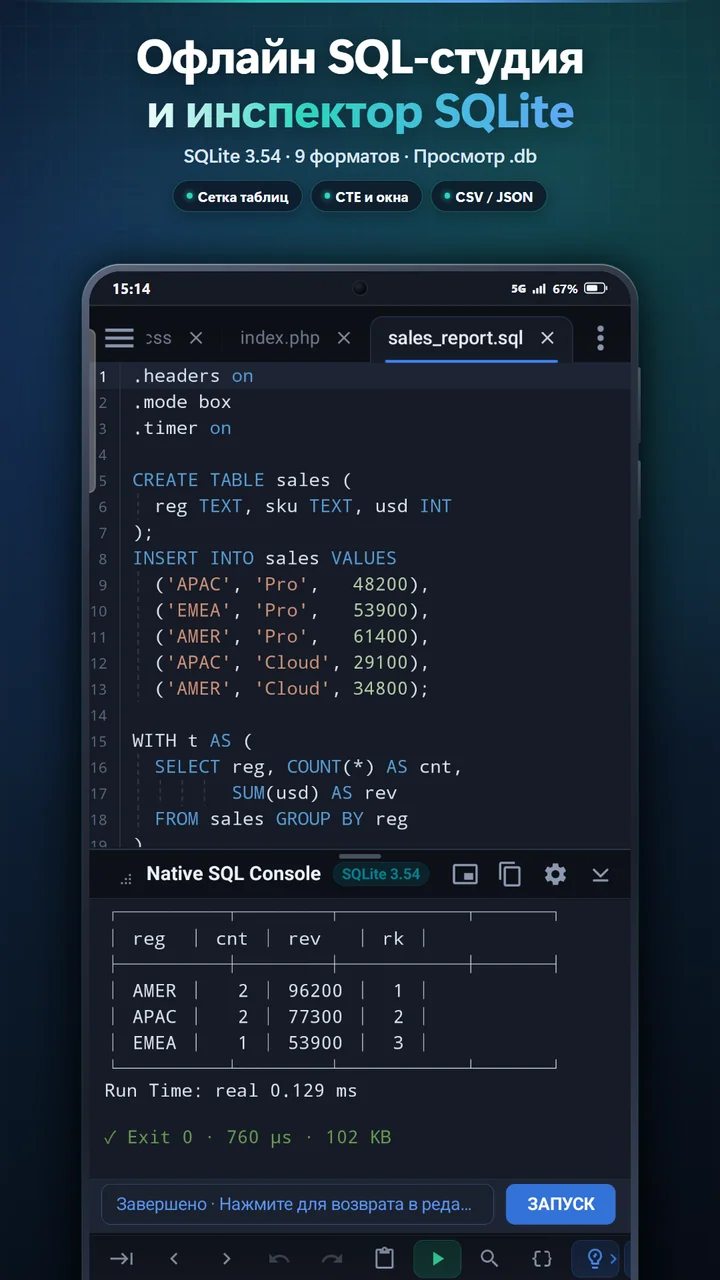 Офлайн SQL-студия
и инспектор SQLite
SQLite 3.54 · 9 форматов · Просмотр .db
Сетка таблиц
CTE и окна
CSV / JSON
15:14
5G 67%
css
index.php
sales_report.sql
1 .headers on
2 .mode box
3 .timer on
4
5 CREATE TABLE sales (
6 reg TEXT, sku TEXT, usd INT
7 );
8 INSERT INTO sales VALUES
9 ('APAC', 'Pro', 48200),
10 ('EMEA', 'Pro', 53900),
11 ('AMER', 'Pro', 61400),
12 ('APAC', 'Cloud', 29100),
13 ('AMER', 'Cloud', 34800);
14
15 WITH t AS (
16 SELECT reg, COUNT(*) AS cnt,
17 SUM(usd) AS rev
18 FROM sales GROUP BY reg
19 )
Native SQL Console SQLite 3.54
│ reg │ cnt │ rev │ rk │
│ AMER │ 2 │ 96200 │ 1 │
│ APAC │ 2 │ 77300 │ 2 │
│ EMEA │ 1 │ 53900 │ 3 │
Run Time: real 0.129 ms
✓ Exit 0 · 760 µs · 102 KB
Завершено · Нажмите для возврата в реда...
ЗАПУСК